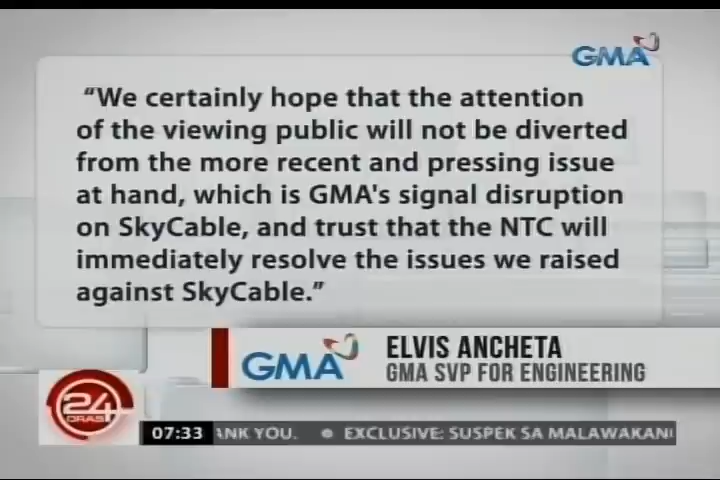 GMA
“We certainly hope that the attention
of the viewing public will not be diverted
from the more recent and pressing issue
at hand, which is GMA's signal disruption
on SkyCable, and trust that the NTC will
immediately resolve the issues we raised
against SkyCable.”
GMA
ELVIS ANCHETA
GMA SVP FOR ENGINEERING
24
ORAS
07:33 ANK YOU. EXCLUSIVE: SUSPEK SA MALAWAKAN